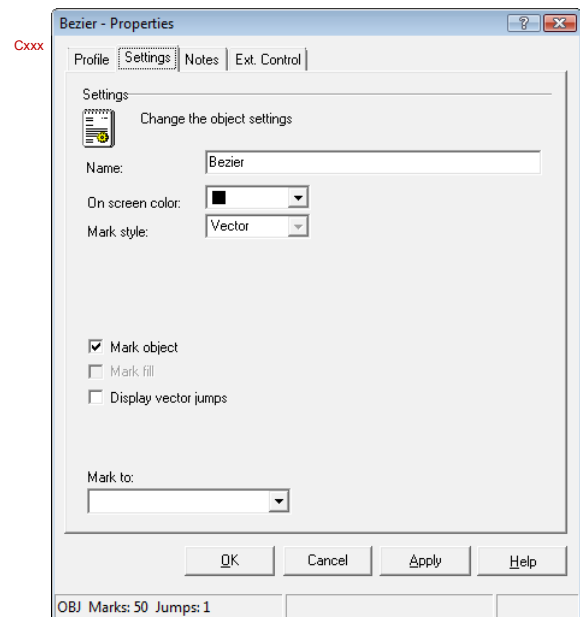 Bezier - Properties
Cxxx
Profile Settings Notes Ext. Control
Settings
Change the object settings
Name: Bezier
On screen color:
Mark style: Vector
Mark object
Mark fill
Display vector jumps
Mark to:
OK Cancel Apply Help
OBJ Marks: 50 Jumps: 1